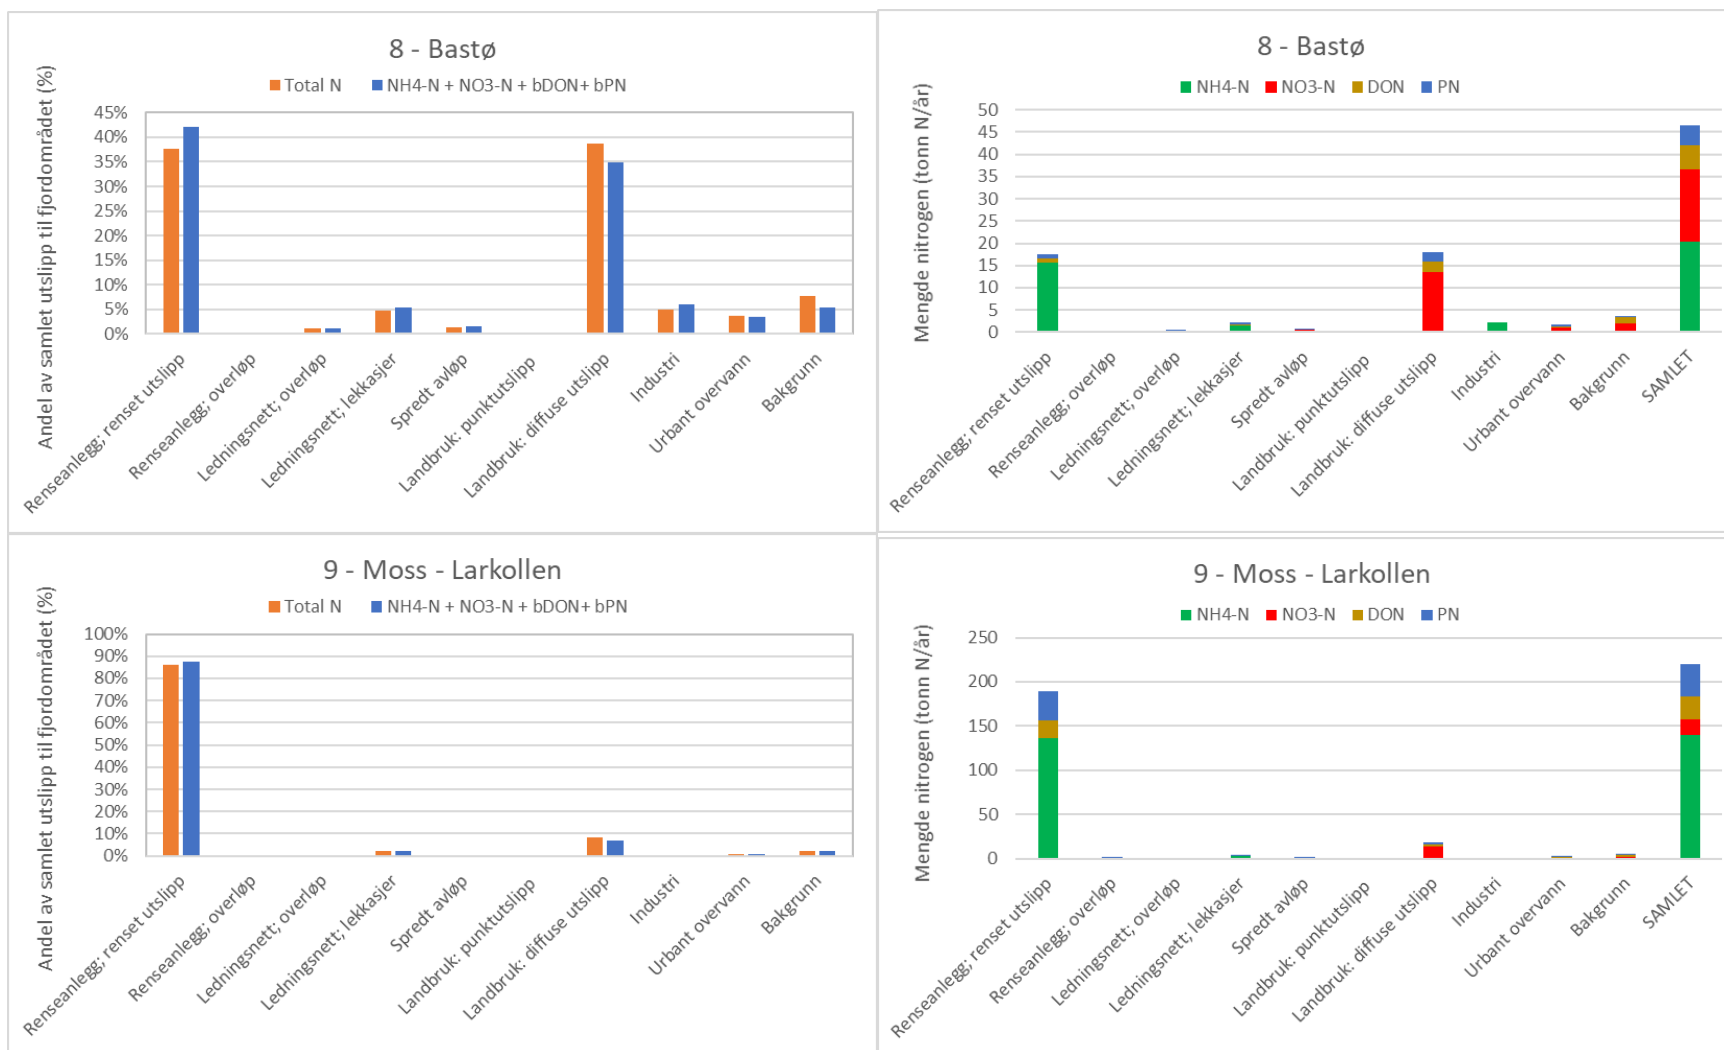 8 - Bastø
Total N NH4-N + NO3-N + bDON+ bPN
Andel av samlet utslipp til fjordområdet (%)
45%
40%
35%
30%
25%
20%
15%
10%
5%
0%
Renseanlegg; renset utslipp
Renseanlegg; overløp
Ledningsnett; overløp
Ledningsnett; lekkasjer
Spredt avløp
Landbruk: punktutslipp
Landbruk: diffuse utslipp
Industri
Urbant overvann
Bakgrunn
8 - Bastø
NH4-N NO3-N DON PN
Mengde nitrogen (tonn N/år)
50
45
40
35
30
25
20
15
10
5
0
Renseanlegg; renset utslipp
Renseanlegg; overløp
Ledningsnett; overløp
Ledningsnett; lekkasjer
Spredt avløp
Landbruk: punktutslipp
Landbruk: diffuse utslipp
Industri
Urbant overvann
Bakgrunn
SAMLET
9 - Moss - Larkollen
Total N NH4-N + NO3-N + bDON+ bPN
Andel av samlet utslipp til fjordområdet (%)
100%
90%
80%
70%
60%
50%
40%
30%
20%
10%
0%
Renseanlegg; renset utslipp
Renseanlegg; overløp
Ledningsnett; overløp
Ledningsnett; lekkasjer
Spredt avløp
Landbruk: punktutslipp
Landbruk: diffuse utslipp
Industri
Urbant overvann
Bakgrunn
9 - Moss - Larkollen
NH4-N NO3-N DON PN
Mengde nitrogen (tonn N/år)
250
200
150
100
50
0
Renseanlegg; renset utslipp
Renseanlegg; overløp
Ledningsnett; overløp
Ledningsnett; lekkasjer
Spredt avløp
Landbruk: punktutslipp
Landbruk: diffuse utslipp
Industri
Urbant overvann
Bakgrunn
SAMLET